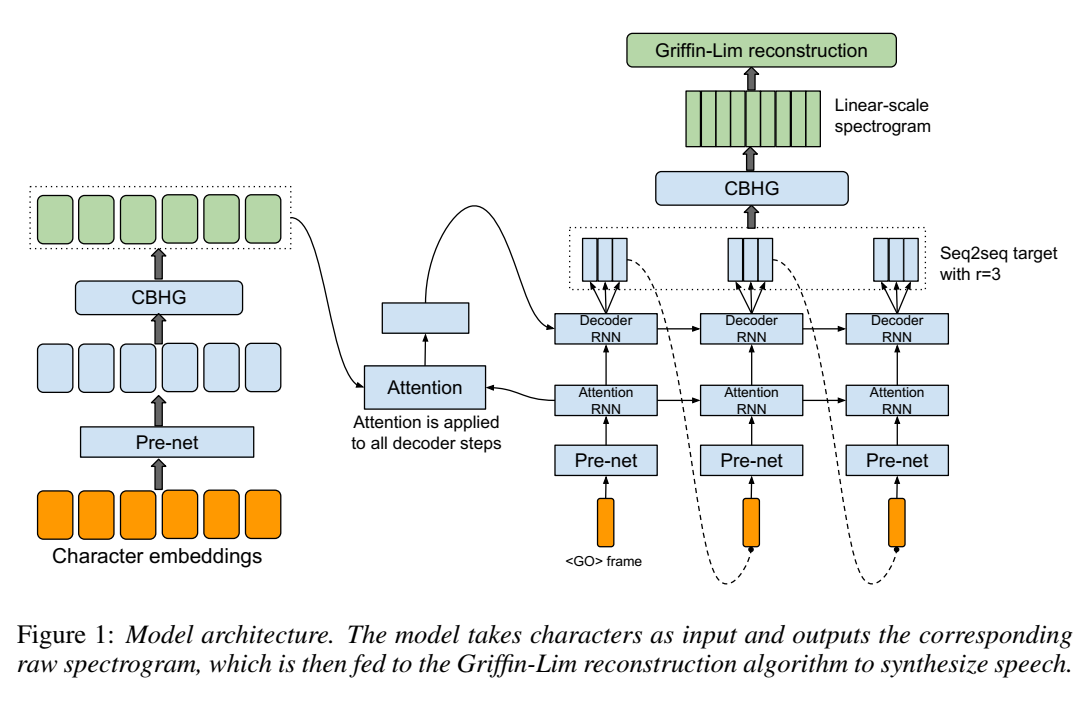 Griffin-Lim reconstruction
Linear-scale
spectrogram
CBHG
Seq2seq target
with r=3
CBHG
Decoder
RNN
Decoder
RNN
Decoder
RNN
Attention
Attention
RNN
Attention
RNN
Attention
RNN
Attention is applied
to all decoder steps
Pre-net
Pre-net
Pre-net
Pre-net
Character embeddings
<GO> frame
Figure 1: Model architecture. The model takes characters as input and outputs the corresponding
raw spectrogram, which is then fed to the Griffin-Lim reconstruction algorithm to synthesize speech.